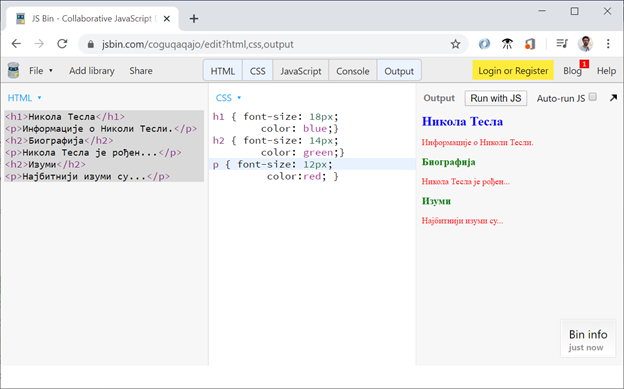 JS Bin - Collaborative JavaScript
jsbin.com/coguqaqajo/edit?html,css,output
File Add library Share HTML CSS JavaScript Console Output Login or Register Blog 1 Help
HTML
<h1>Никола Тесла</h1>
<p>Информације о Николи Тесли.</p>
<h2>Биографија</h2>
<p>Никола Тесла је рођен...</p>
<h2>Изуми</h2>
<p>Најбитнији изуми су...</p>
CSS
h1 { font-size: 18px;
color: blue;}
h2 { font-size: 14px;
color: green;}
p { font-size: 12px;
color:red; }
Output Run with JS Auto-run JS
Никола Тесла
Информације о Николи Тесли.
Биографија
Никола Тесла је рођен...
Изуми
Најбитнији изуми су...
Bin info
just now